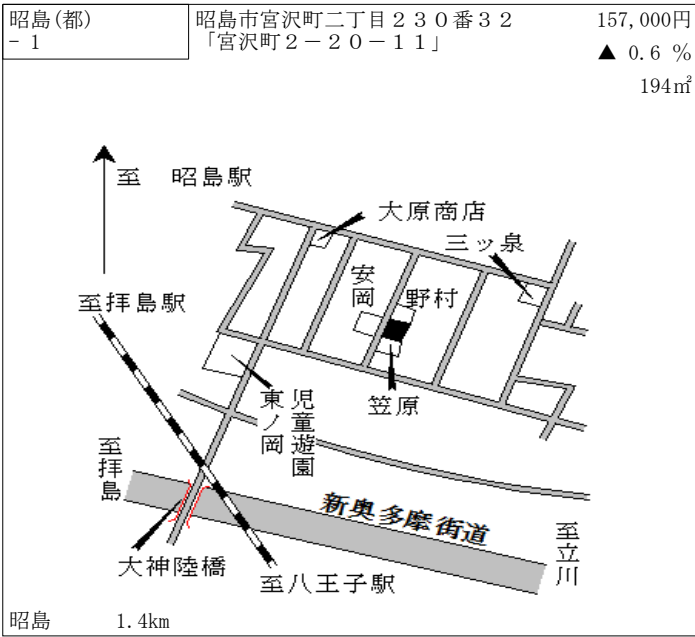 昭島(都)
- 1
昭島市宮沢町二丁目２３０番３２
「宮沢町２－２０－１１」
157,000円
▲ 0.6 %
194㎡
至 昭島駅
大原商店
三ッ泉
安岡
野村
至拝島駅
笠原
児童遊園
東ノ岡
至拝島
新奥多摩街道
至立川
大神陸橋
至八王子駅
昭島 1.4km